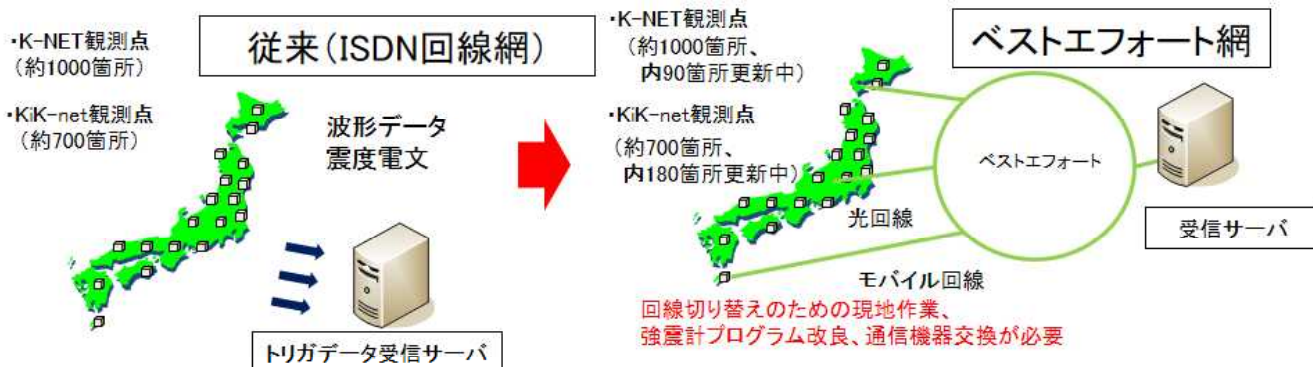 ・K-NET観測点
(約1000箇所)
従来(ISDN回線網)
・KiK-net観測点
(約700箇所)
波形データ
震度電文
トリガデータ受信サーバ
・K-NET観測点
(約1000箇所、
内90箇所更新中)
ベストエフォート網
・KiK-net観測点
(約700箇所、
内180箇所更新中)
ベストエフォート
光回線
受信サーバ
モバイル回線
回線切り替えのための現地作業、
強震計プログラム改良、通信機器交換が必要